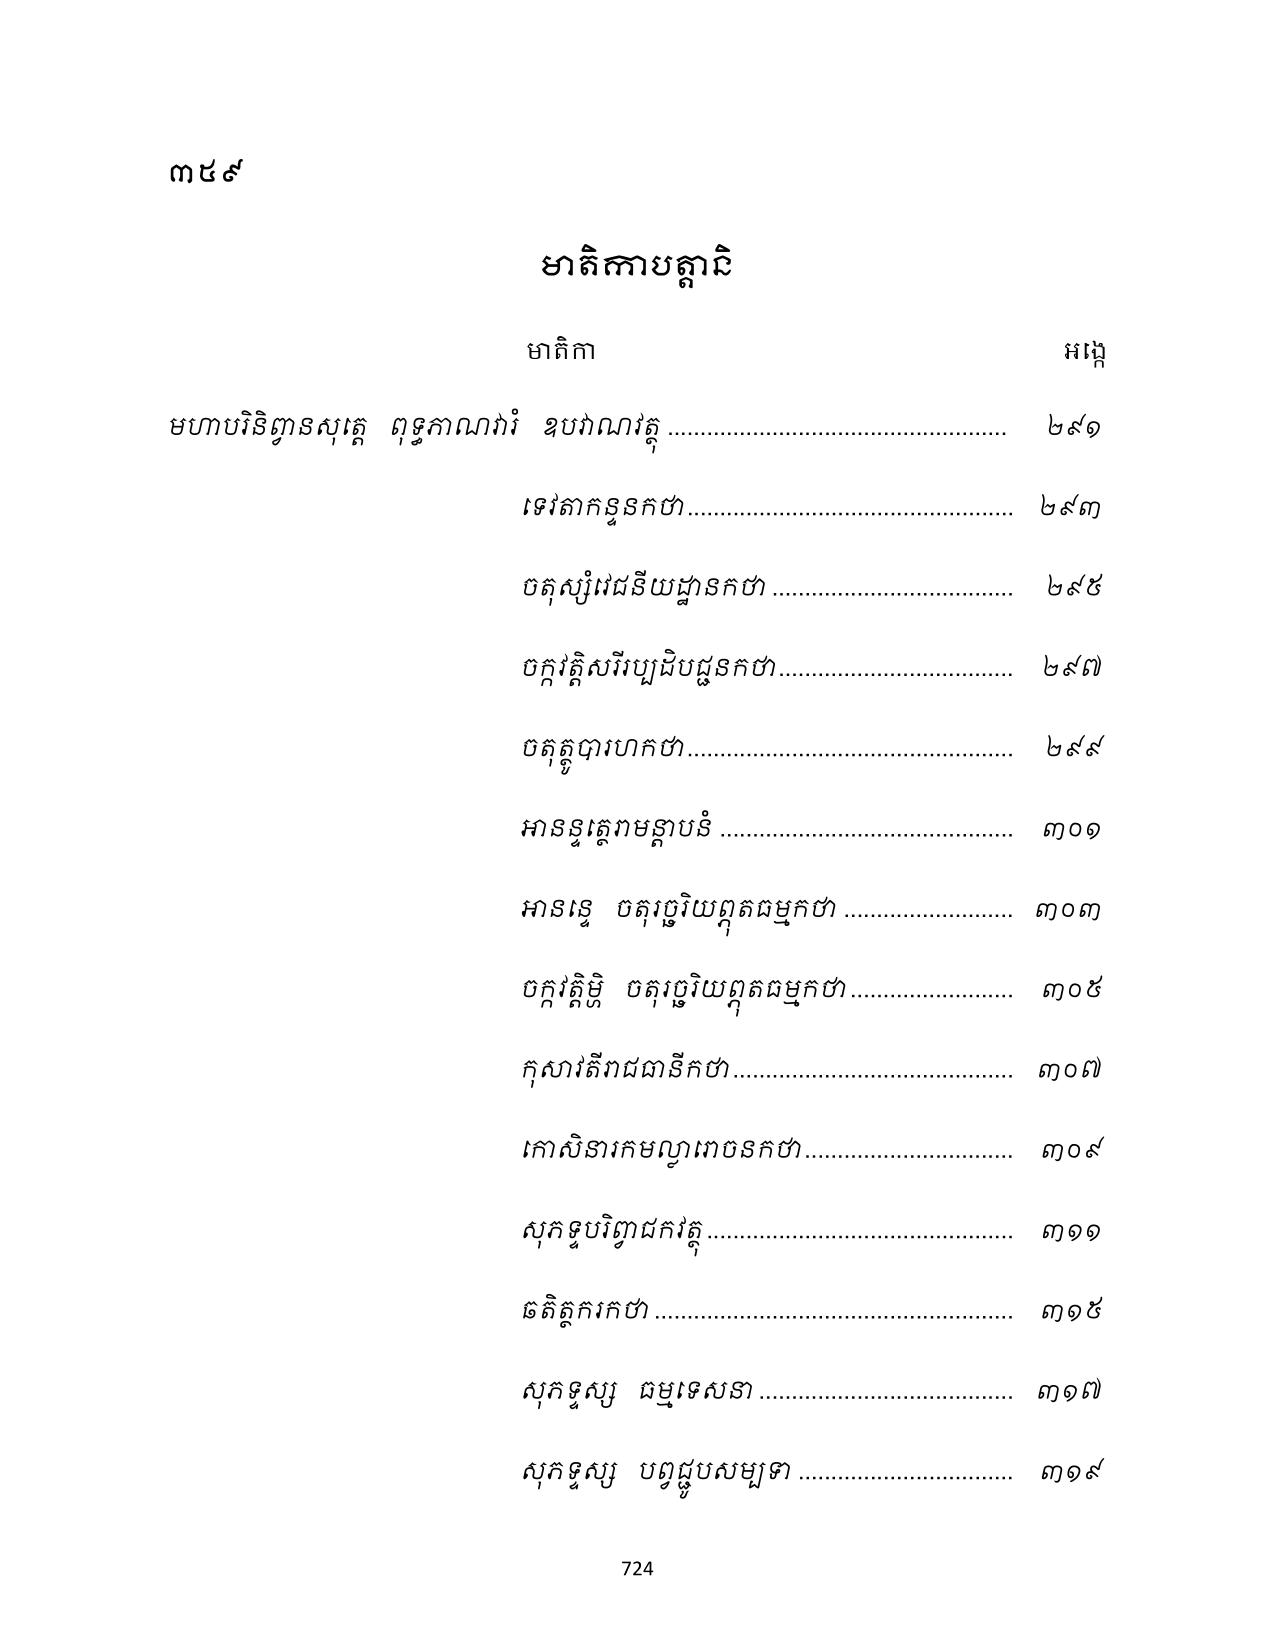 ៣៥៩
មាតិកាបត្តានិ
មាតិកា អង្កេ
មហាបរិនិព្វានសុត្តេ ពុទ្ធភាណវារំ ឧបវាណវត្ថុ .................................................... ២៩១
ទេវតាកន្ទនកថា.................................................. ២៩៣
ចតុស្សំវេជនីយដ្ឋានកថា ..................................... ២៩៥
ចក្កវត្តិសរីរប្បដិបជ្ជនកថា.................................... ២៩៧
ចតុត្ថូបារហកថា.................................................. ២៩៩
អានន្ទត្ថេរាមន្តាបនំ ............................................. ៣០១
អានន្ទេ ចតុរច្ឆរិយព្ភុតធម្មកថា .......................... ៣០៣
ចក្កវត្តិម្ហិ ចតុរច្ឆរិយព្ភុតធម្មកថា......................... ៣០៥
កុសាវតីរាជធានីកថា........................................... ៣០៧
កោសិនារកមល្លារោចនកថា................................ ៣០៩
សុភទ្ទបរិព្វាជកវត្ថុ............................................... ៣១១
ឆតិត្ថករកថា ....................................................... ៣១៥
សុភទ្ទស្ស ធម្មទេសនា ....................................... ៣១៧
សុភទ្ទស្ស បព្វជ្ជូបសម្បទា ................................. ៣១៩
724